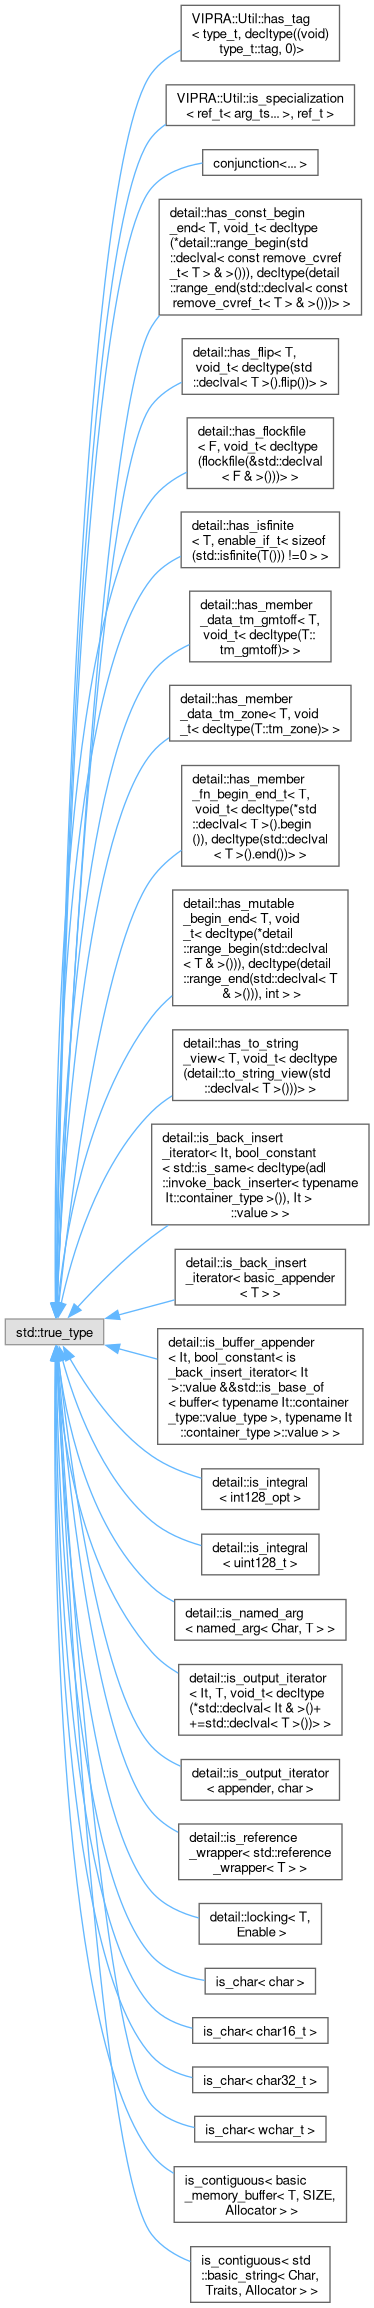 VIPRA::Util::has_tag
< type_t, decltype((void)
type_t::tag, 0)>
VIPRA::Util::is_specialization
< ref_t< arg_ts... >, ref_t >
conjunction<... >
detail::has_const_begin
_end< T, void_t< decltype
(*detail::range_begin(std
::declval< const remove_cvref
_t< T > & >())), decltype(detail
::range_end(std::declval< const
remove_cvref_t< T > & >()))> >
detail::has_flip< T,
void_t< decltype(std
::declval< T >().flip())> >
detail::has_flockfile
< F, void_t< decltype
(flockfile(&std::declval
< F & >()))> >
detail::has_isfinite
< T, enable_if_t< sizeof
(std::isfinite(T())) !=0 > >
detail::has_member
_data_tm_gmtoff< T,
void_t< decltype(T::
tm_gmtoff)> >
detail::has_member
_data_tm_zone< T, void
_t< decltype(T::tm_zone)> >
detail::has_member
_fn_begin_end_t< T,
void_t< decltype(*std
::declval< T >().begin
()), decltype(std::declval
< T >().end())> >
detail::has_mutable
_begin_end< T, void
_t< decltype(*detail
::range_begin(std::declval
< T & >())), decltype(detail
::range_end(std::declval< T
& >())), int > >
detail::has_to_string
_view< T, void_t< decltype
(detail::to_string_view(std
::declval< T >()))> >
detail::is_back_insert
_iterator< It, bool_constant
< std::is_same< decltype(adl
::invoke_back_inserter< typename
It::container_type >()), It >
::value > >
detail::is_back_insert
_iterator< basic_appender
< T > >
std::true_type
detail::is_buffer_appender
< It, bool_constant< is
_back_insert_iterator< It
>::value &&std::is_base_of
< buffer< typename It::container
_type::value_type >, typename It
::container_type >::value > >
detail::is_integral
< int128_opt >
detail::is_integral
< uint128_t >
detail::is_named_arg
< named_arg< Char, T > >
detail::is_output_iterator
< It, T, void_t< decltype
(*std::declval< It & >()+
+=std::declval< T >())> >
detail::is_output_iterator
< appender, char >
detail::is_reference
_wrapper< std::reference
_wrapper< T > >
detail::locking< T,
Enable >
is_char< char >
is_char< char16_t >
is_char< char32_t >
is_char< wchar_t >
is_contiguous< basic
_memory_buffer< T, SIZE,
Allocator > >
is_contiguous< std
::basic_string< Char,
Traits, Allocator > >